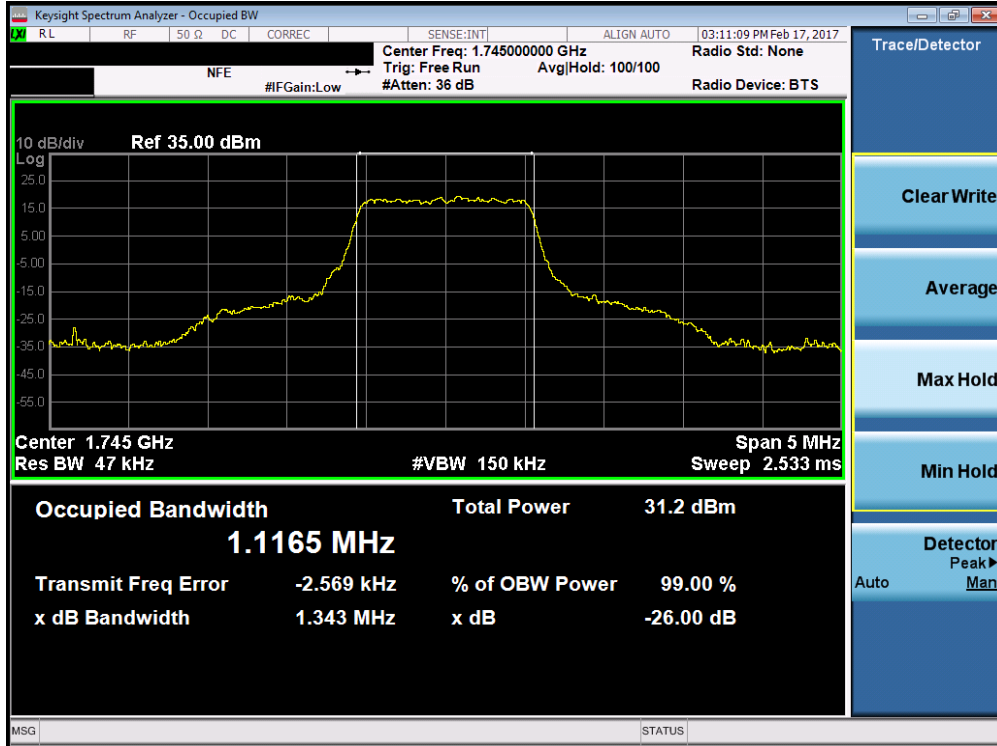 Keysight Spectrum Analyzer - Occupied BW
LXI RL RF 50 Ω DC CORREC SENSE:INT ALIGN AUTO 03:11:09 PM Feb 17, 2017
Center Freq: 1.745000000 GHz Radio Std: None
NFE Trig: Free Run Avg|Hold: 100/100
#IFGain:Low #Atten: 36 dB Radio Device: BTS
10 dB/div Ref 35.00 dBm
Log
25.0
15.0
5.00
-5.00
-15.0
-25.0
-35.0
-45.0
-55.0
Center 1.745 GHz Span 5 MHz
Res BW 47 kHz #VBW 150 kHz Sweep 2.533 ms
Occupied Bandwidth Total Power 31.2 dBm
1.1165 MHz
Transmit Freq Error -2.569 kHz % of OBW Power 99.00 %
x dB Bandwidth 1.343 MHz x dB -26.00 dB
MSG STATUS
Trace/Detector
Clear Write
Average
Max Hold
Min Hold
Detector
Peak▶
Auto Man